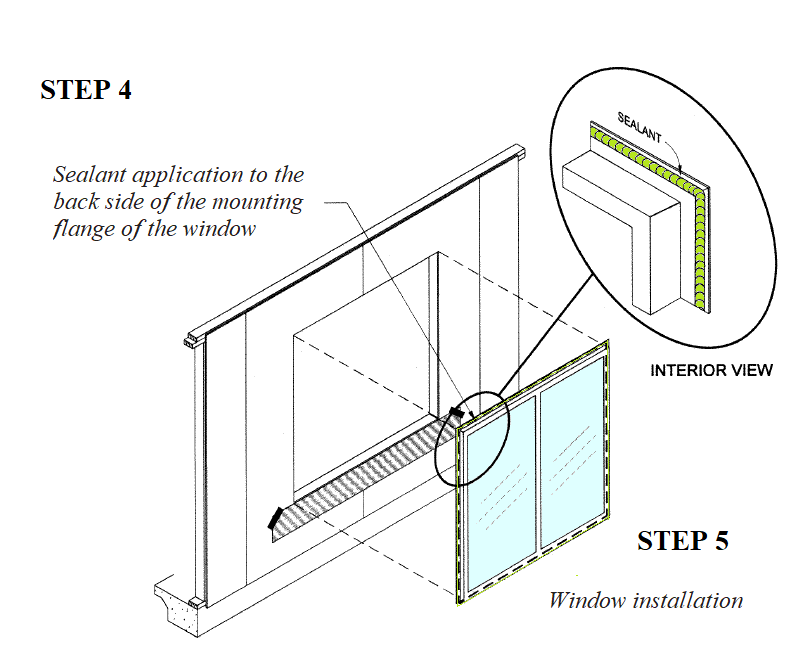 STEP 4
Sealant application to the
back side of the mounting
flange of the window
SEALANT
INTERIOR VIEW
STEP 5
Window installation